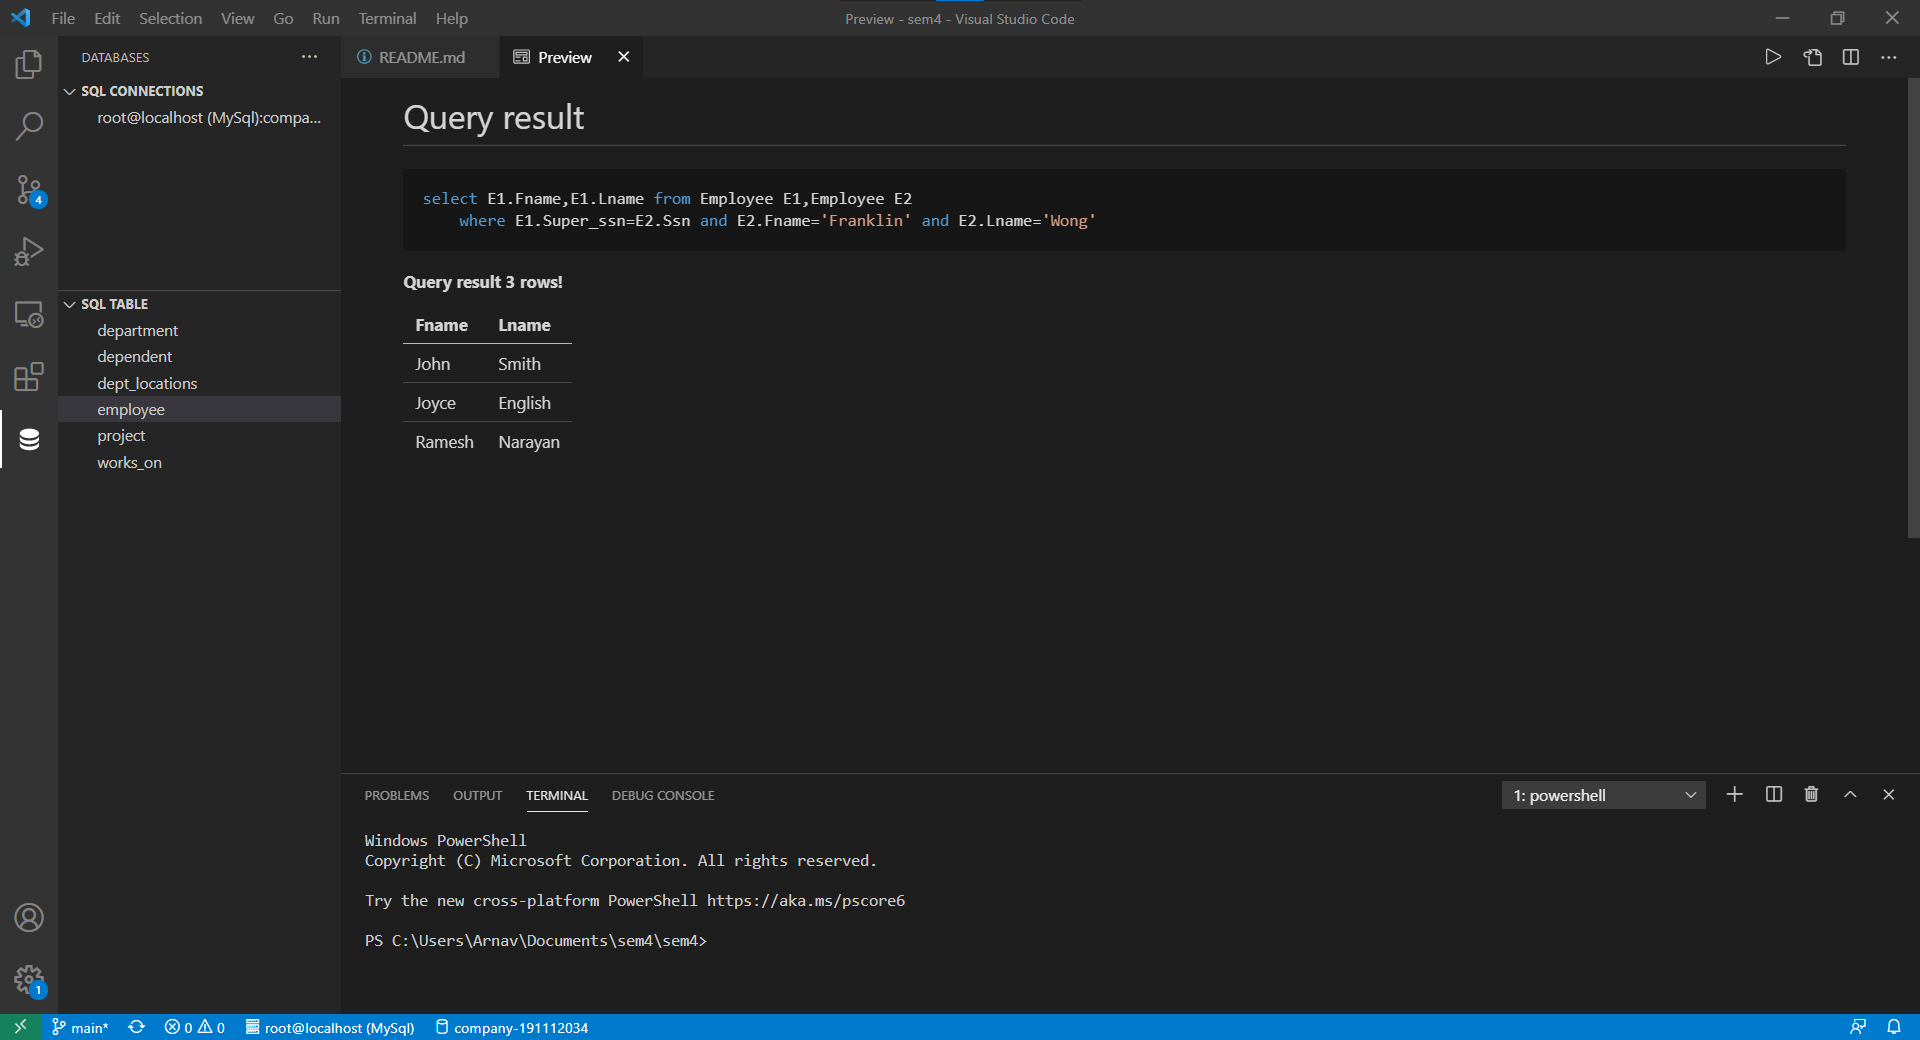 File Edit Selection View Go Run Terminal Help
Preview - sem4 - Visual Studio Code
DATABASES
SQL CONNECTIONS
root@localhost (MySql):compa...
4
SQL TABLE
department
dependent
dept_locations
employee
project
works_on
1
README.md
Preview
Query result
select E1.Fname,E1.Lname from Employee E1,Employee E2
where E1.Super_ssn=E2.Ssn and E2.Fname='Franklin' and E2.Lname='Wong'
Query result 3 rows!
Fname Lname
John Smith
Joyce English
Ramesh Narayan
PROBLEMS OUTPUT TERMINAL DEBUG CONSOLE
1: powershell
Windows PowerShell
Copyright (C) Microsoft Corporation. All rights reserved.
Try the new cross-platform PowerShell https://aka.ms/pscore6
PS C:\Users\Arnav\Documents\sem4\sem4>
main* 0 0 root@localhost (MySql) company-191112034